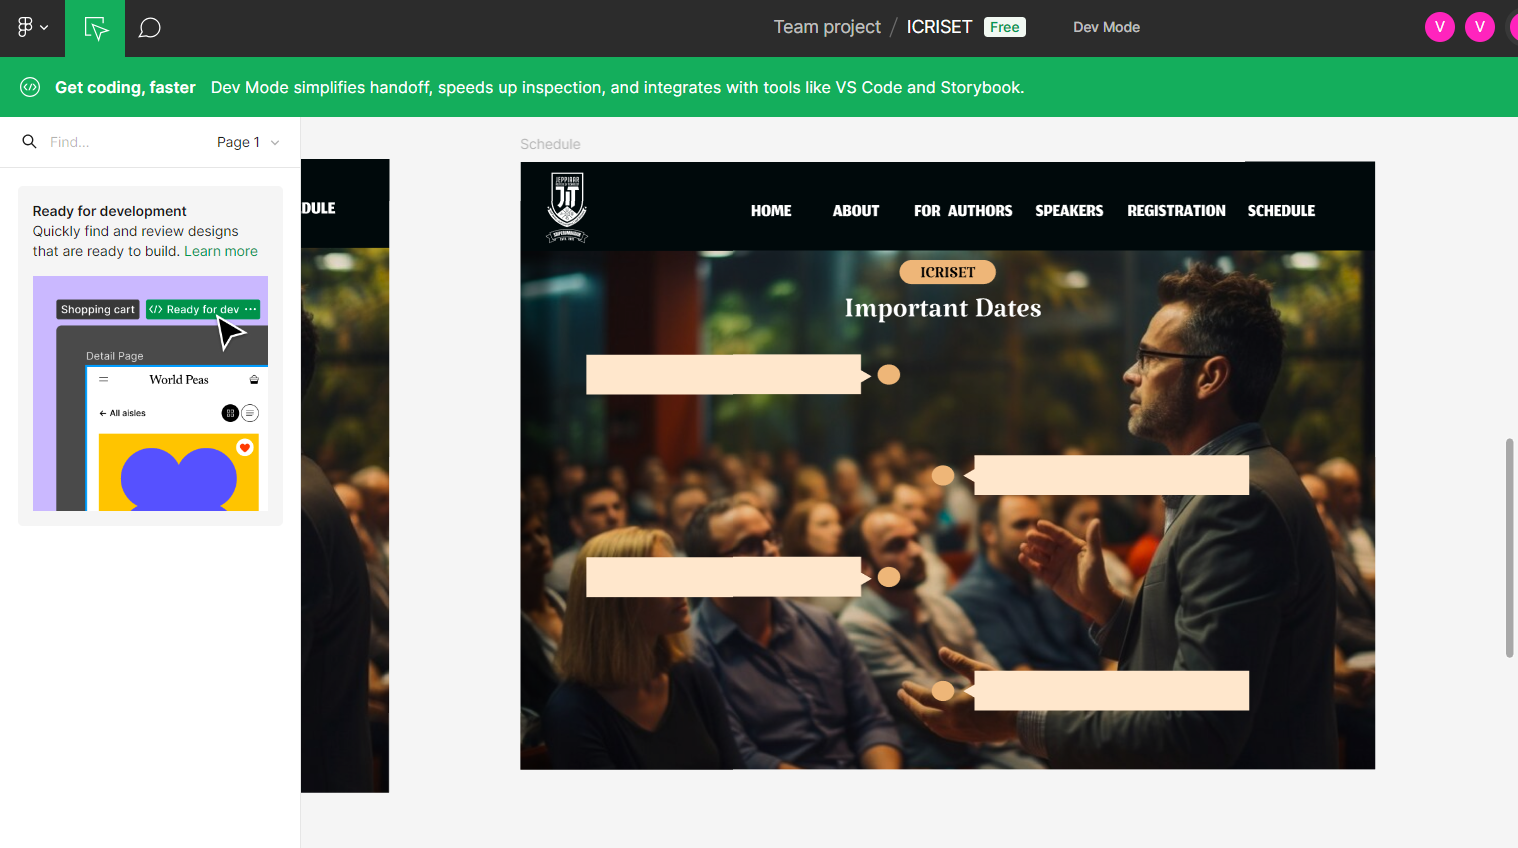 Team project / ICRISET Free
Dev Mode
V V
Get coding, faster Dev Mode simplifies handoff, speeds up inspection, and integrates with tools like VS Code and Storybook.
Find...
Page 1
Ready for development
Quickly find and review designs
that are ready to build. Learn more
Shopping cart
Ready for dev ...
Detail Page
World Peas
← All aisles
DULE
Schedule
JEPPIAAR
JIT
HOME ABOUT FOR AUTHORS SPEAKERS REGISTRATION SCHEDULE
ICRISET
Important Dates